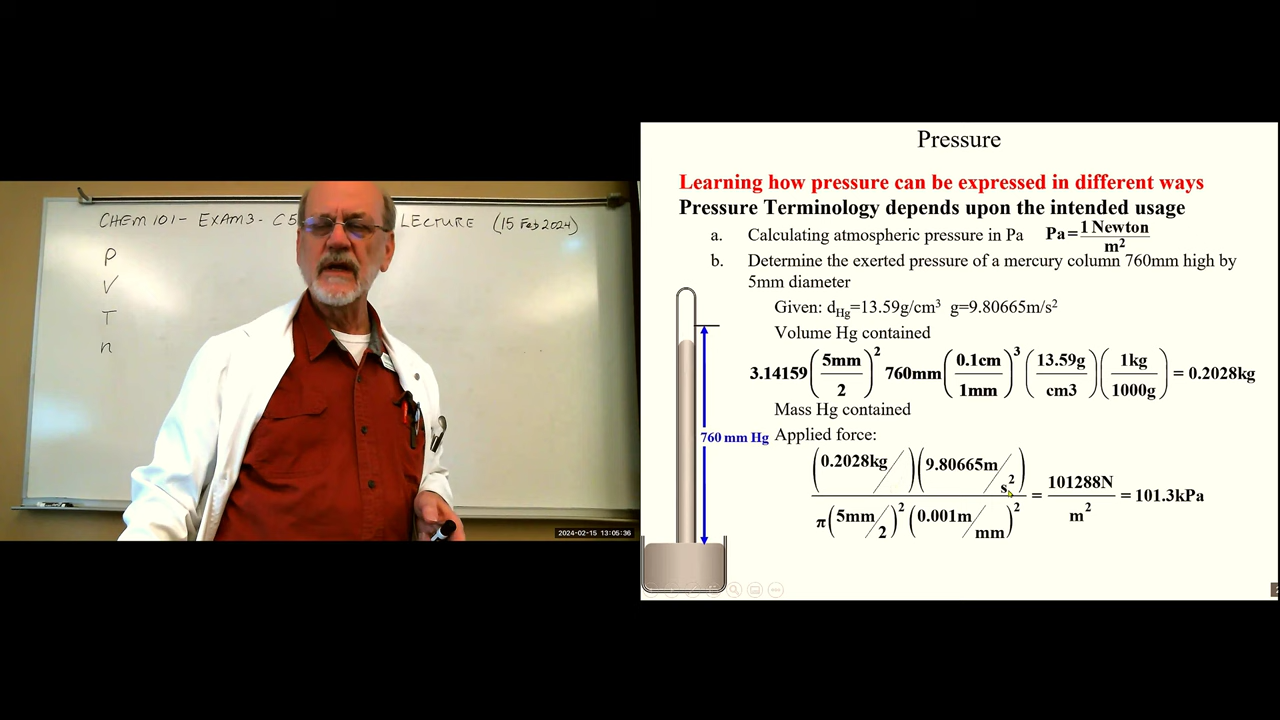 CHEM 101 - EXAM 3 - C5 LECTURE (15 Feb 2024)
P
V
T
n
2024-02-15 13:05:36
Pressure
Learning how pressure can be expressed in different ways
Pressure Terminology depends upon the intended usage
a. Calculating atmospheric pressure in Pa Pa=1 Newton/m²
b. Determine the exerted pressure of a mercury column 760mm high by
5mm diameter
Given: dHg=13.59g/cm³ g=9.80665m/s²
Volume Hg contained
3.14159(5mm/2)² 760mm(0.1cm/1mm)³(13.59g/cm3)(1kg/1000g) = 0.2028kg
Mass Hg contained
760 mm Hg Applied force:
(0.2028kg/)(9.80665m/s²)/π(5mm/2)²(0.001m/mm)² = 101288N/m² = 101.3kPa